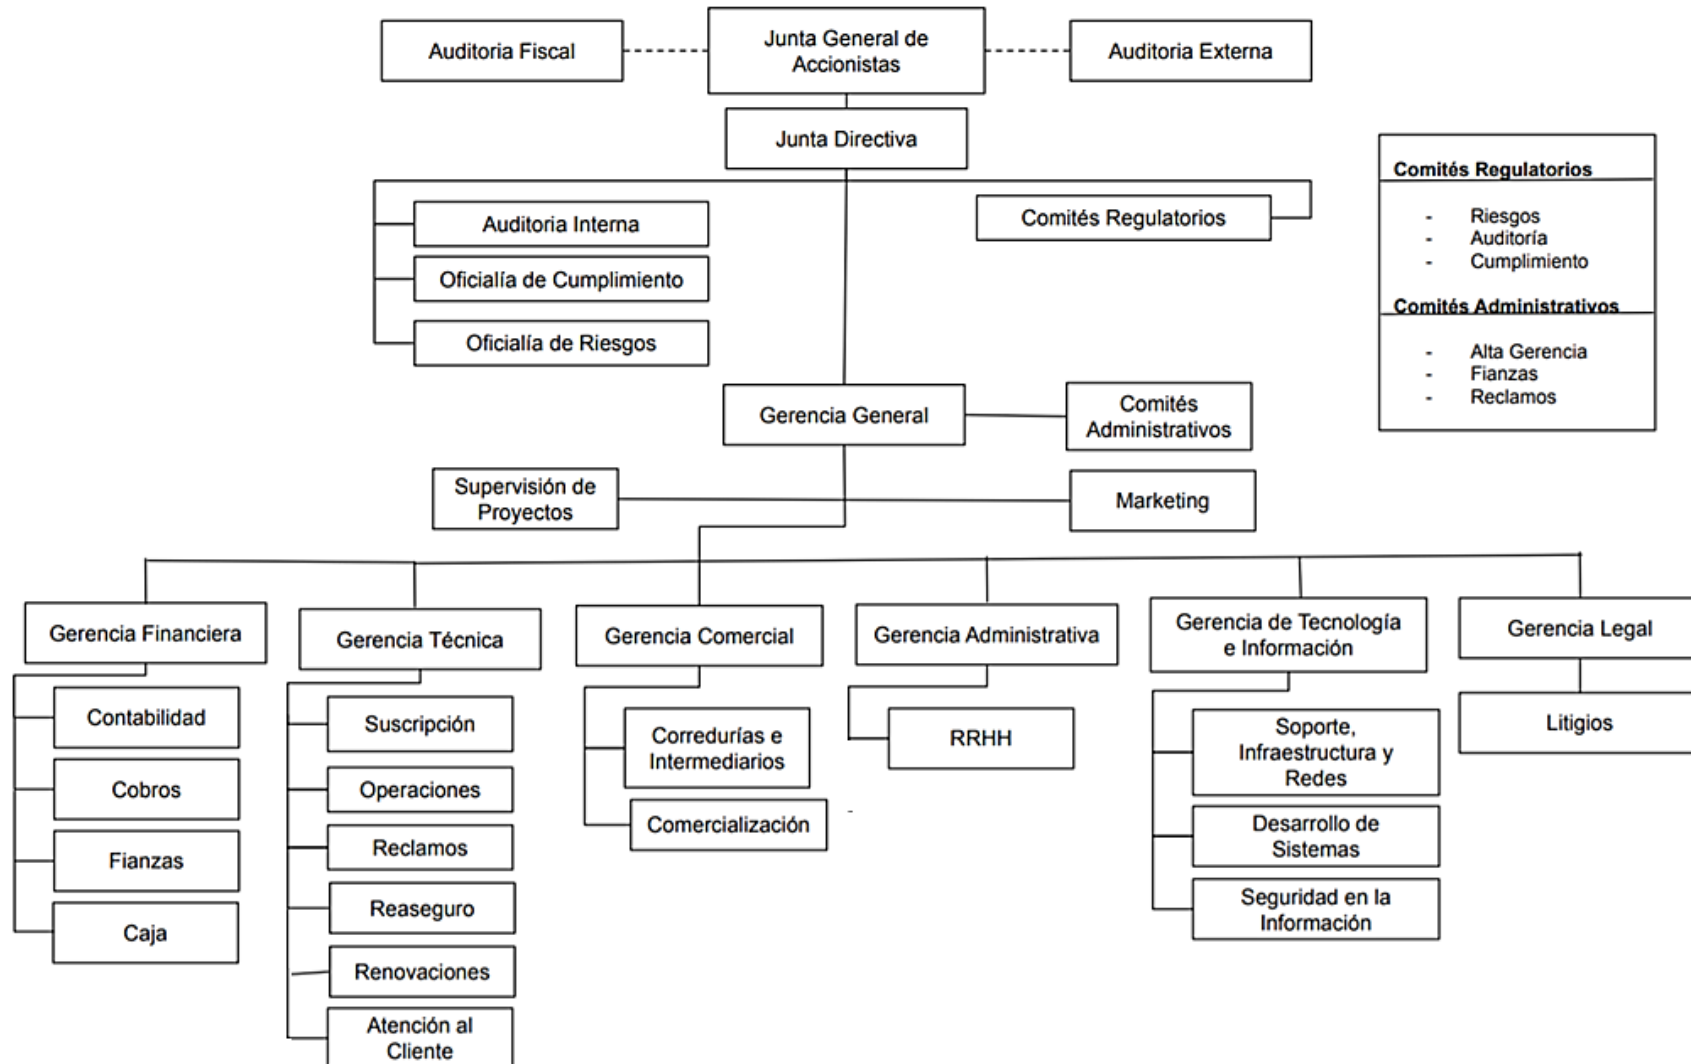 Auditoria Fiscal
Junta General de
Accionistas
Auditoria Externa
Junta Directiva
Comités Regulatorios
- Riesgos
- Auditoría
- Cumplimiento
Comités Administrativos
- Alta Gerencia
- Fianzas
- Reclamos
Auditoria Interna
Comités Regulatorios
Oficialía de Cumplimiento
Oficialía de Riesgos
Gerencia General
Comités
Administrativos
Supervisión de
Proyectos
Marketing
Gerencia Financiera
Contabilidad
Cobros
Fianzas
Caja
Gerencia Técnica
Suscripción
Operaciones
Reclamos
Reaseguro
Renovaciones
Atención al
Cliente
Gerencia Comercial
Corredurías e
Intermediarios
Comercialización
Gerencia Administrativa
RRHH
Gerencia de Tecnología
e Información
Soporte,
Infraestructura y
Redes
Desarrollo de
Sistemas
Seguridad en la
Información
Gerencia Legal
Litigios